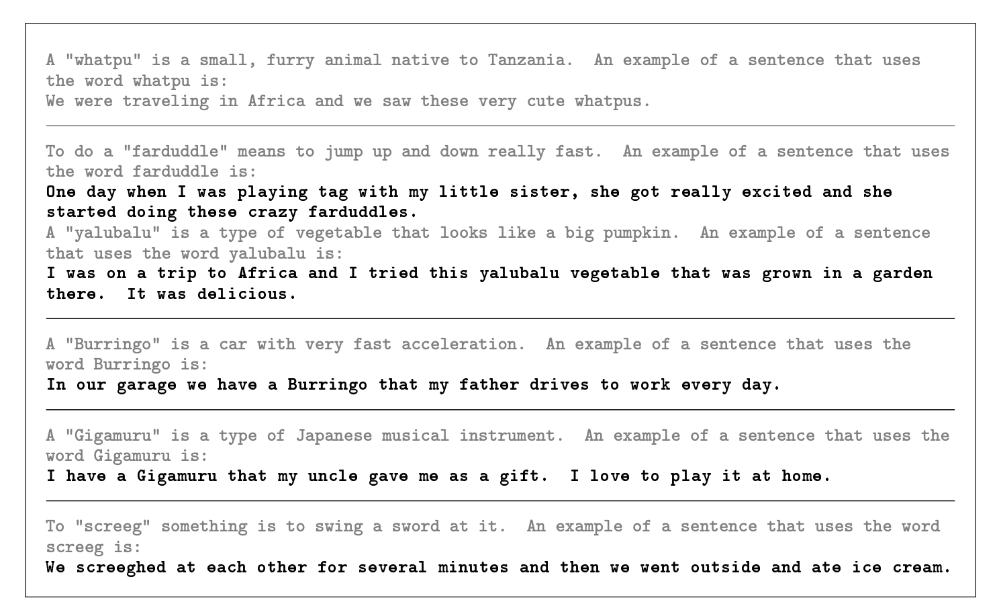 A "whatpu" is a small, furry animal native to Tanzania.  An example of a sentence that uses
the word whatpu is:
We were traveling in Africa and we saw these very cute whatpus.
To do a "farduddle" means to jump up and down really fast.  An example of a sentence that uses
the word farduddle is:
One day when I was playing tag with my little sister, she got really excited and she
started doing these crazy farduddles.
A "yalubalu" is a type of vegetable that looks like a big pumpkin.  An example of a sentence
that uses the word yalubalu is:
I was on a trip to Africa and I tried this yalubalu vegetable that was grown in a garden
there.  It was delicious.
A "Burringo" is a car with very fast acceleration.  An example of a sentence that uses the
word Burringo is:
In our garage we have a Burringo that my father drives to work every day.
A "Gigamuru" is a type of Japanese musical instrument.  An example of a sentence that uses the
word Gigamuru is:
I have a Gigamuru that my uncle gave me as a gift.  I love to play it at home.
To "screeg" something is to swing a sword at it.  An example of a sentence that uses the word
screeg is:
We screeghed at each other for several minutes and then we went outside and ate ice cream.